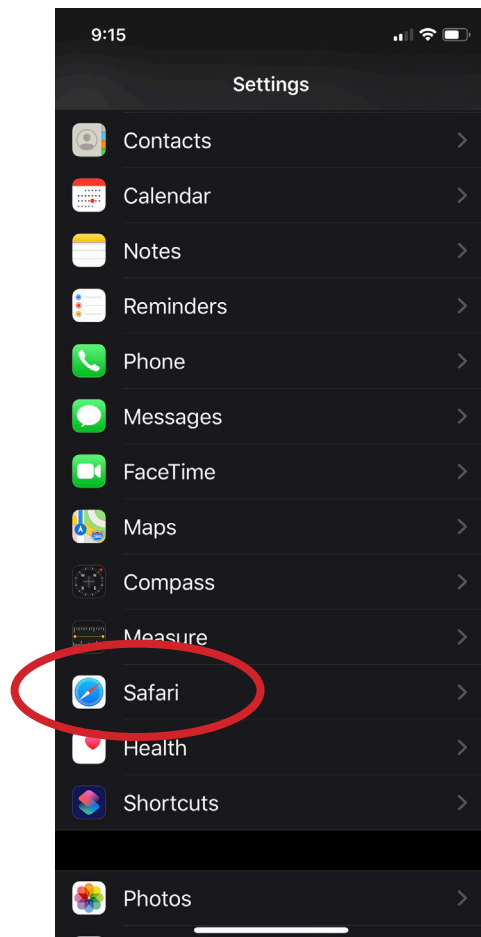 9:15
Settings
Contacts
Calendar
Notes
Reminders
Phone
Messages
FaceTime
Maps
Compass
Measure
Safari
Health
Shortcuts
Photos